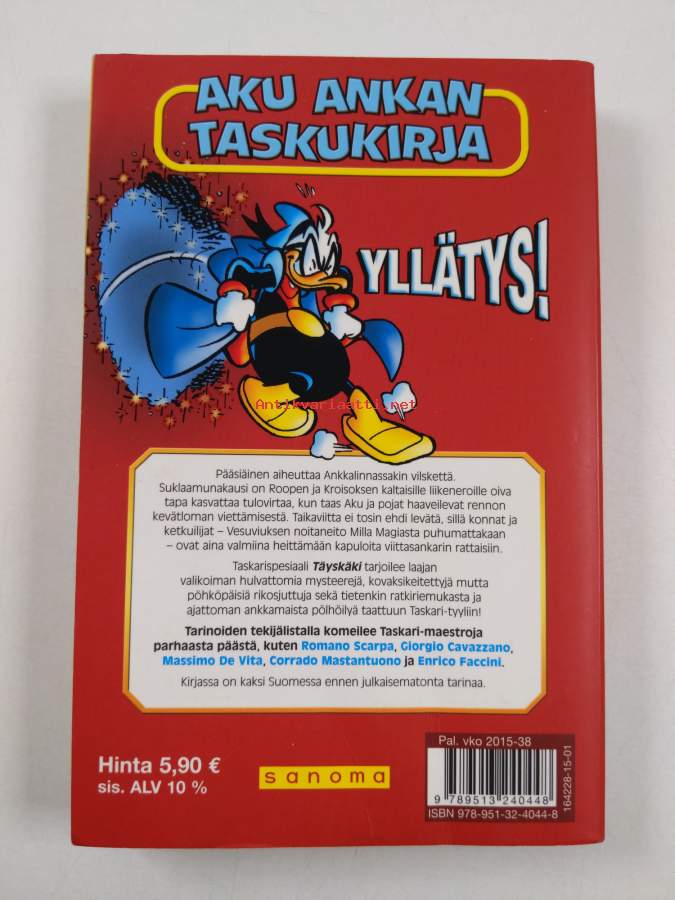 AKU ANKAN
TASKUKIRJA
YLLÄTYS!
Antikvariaatti.net
Pääsiäinen aiheuttaa Ankkalinnassakin vilskettä.
Suklaamunakausi on Roopen ja Kroisoksen kaltaisille liikeneroille oiva
tapa kasvattaa tulovirtaa, kun taas Aku ja pojat haaveilevat rennon
kevätloman viettämisestä. Taikaviitta ei tosin ehdi levätä, sillä konnat ja
ketkuilijat – Vesuviuksen noitaneito Milla Magiasta puhumattakaan
– ovat aina valmiina heittämään kapuloita viittasankarin rattaisiin.
Taskarispesiaali Täyskäki tarjoilee laajan
valikoiman hulvattomia mysteerejä, kovaksikeitettyjä mutta
pöhköpäisiä rikosjuttuja sekä tietenkin ratkiriemukasta ja
ajattoman ankkamaista pölhöilyä taattuun Taskari-tyyliin!
Tarinoiden tekijälistalla komeilee Taskari-maestroja
parhaasta päästä, kuten Romano Scarpa, Giorgio Cavazzano,
Massimo De Vita, Corrado Mastantuono ja Enrico Faccini.
Kirjassa on kaksi Suomessa ennen julkaisematonta tarinaa.
Hinta 5,90 €
sis. ALV 10 %
sanoma
Pal. vko 2015-38
9 789513 240448
ISBN 978-951-32-4044-8
164228-15-01